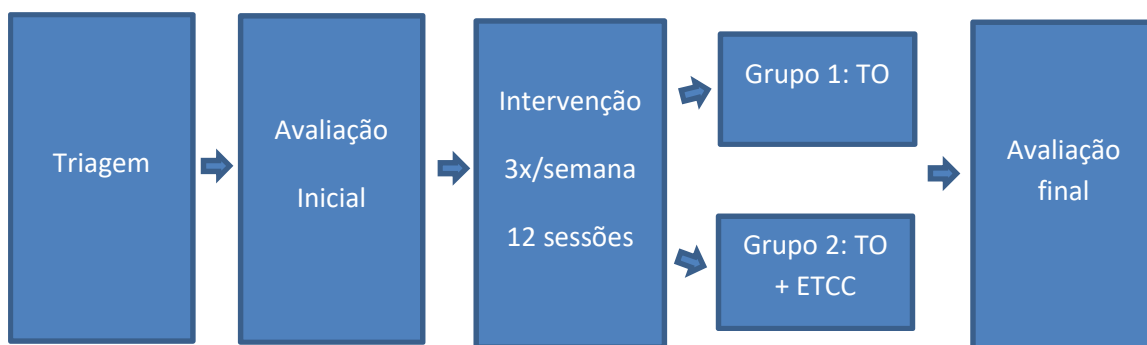 Triagem
Avaliação
Inicial
Intervenção
3x/semana
12 sessões
Grupo 1: TO
Grupo 2: TO
+ ETCC
Avaliação
final